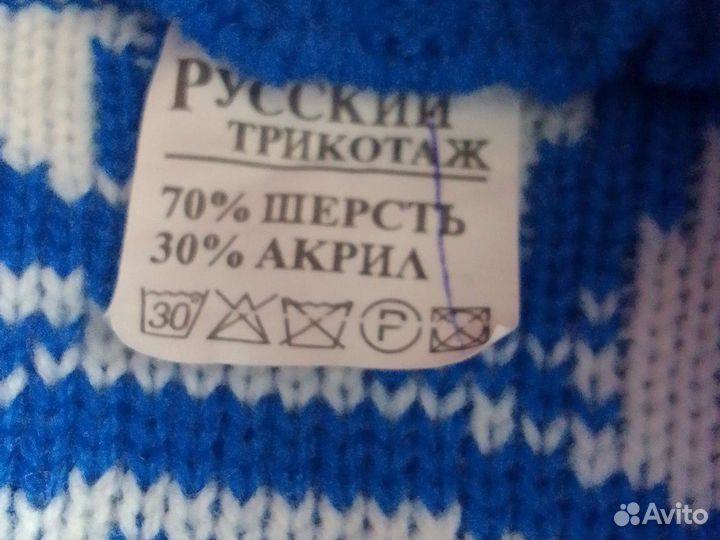 РУССКИЙ
ТРИКОТАЖ
70% ШЕРСТЬ
30% АКРИЛ
30° P
Avito